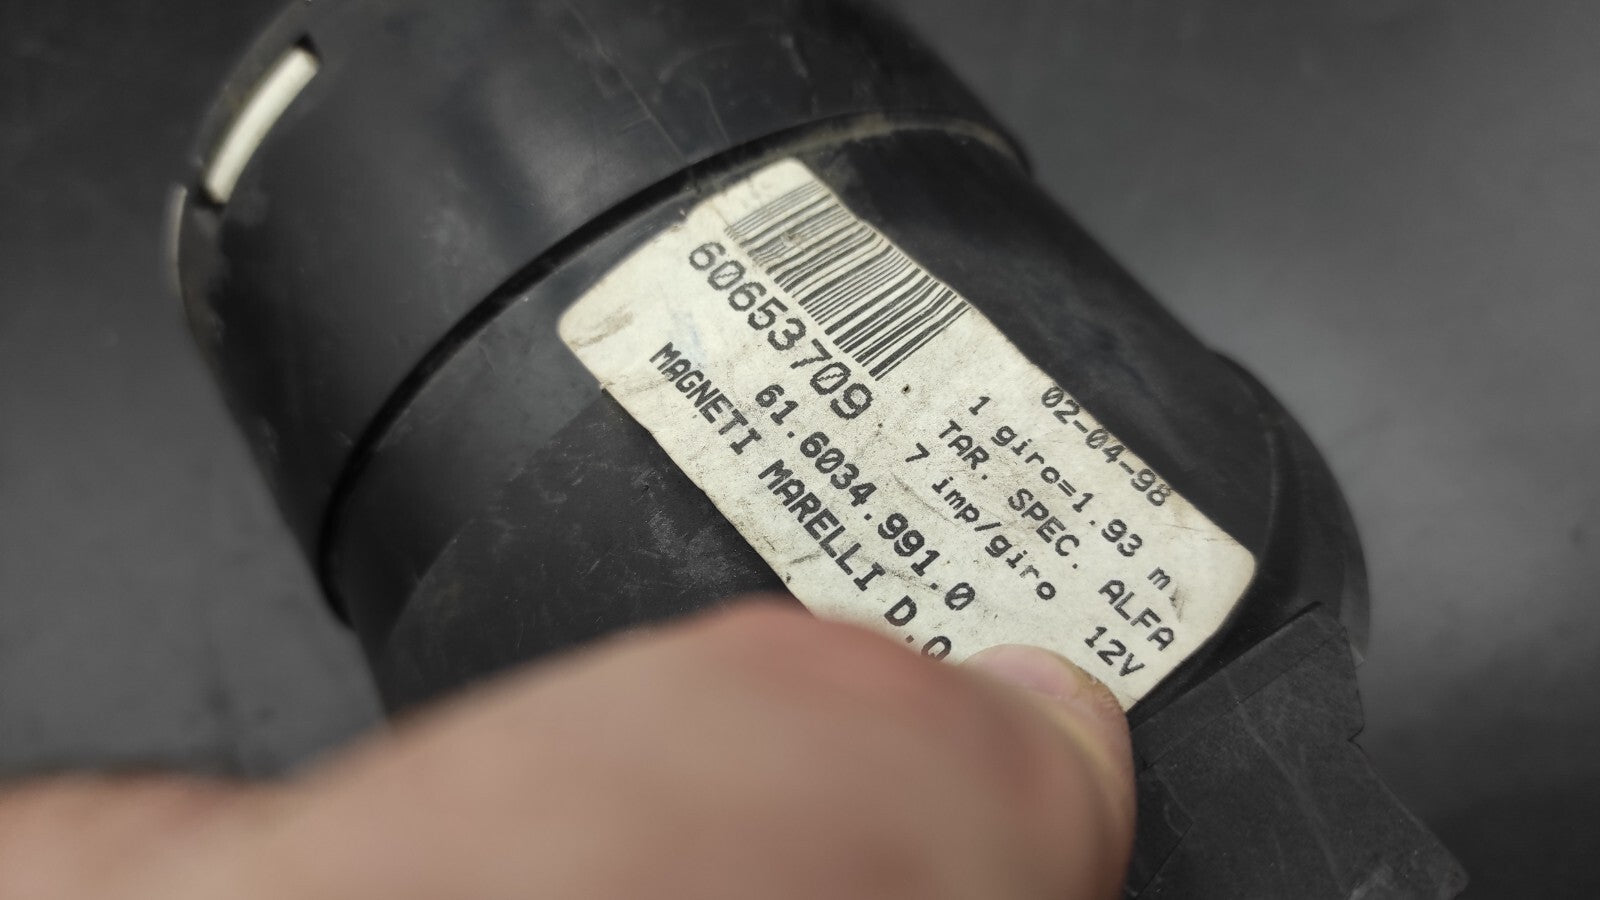 60653709
02-04-98
1 giro=1.93 m.
TAR. SPEC. ALFA
7 imp/giro 12V
61.6034.991.0
MAGNETI MARELLI D.Q